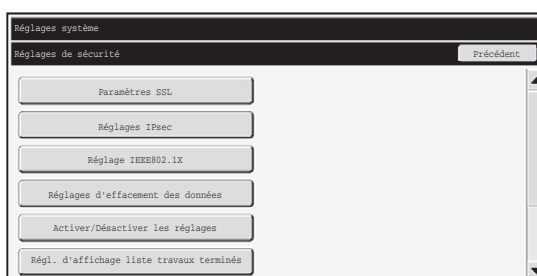 Réglages système
Réglages de sécurité
Précédent
Paramètres SSL
Réglages IPsec
Réglage IEEE802.1X
Réglages d'effacement des données
Activer/Désactiver les réglages
Régl. d'affichage liste travaux terminés